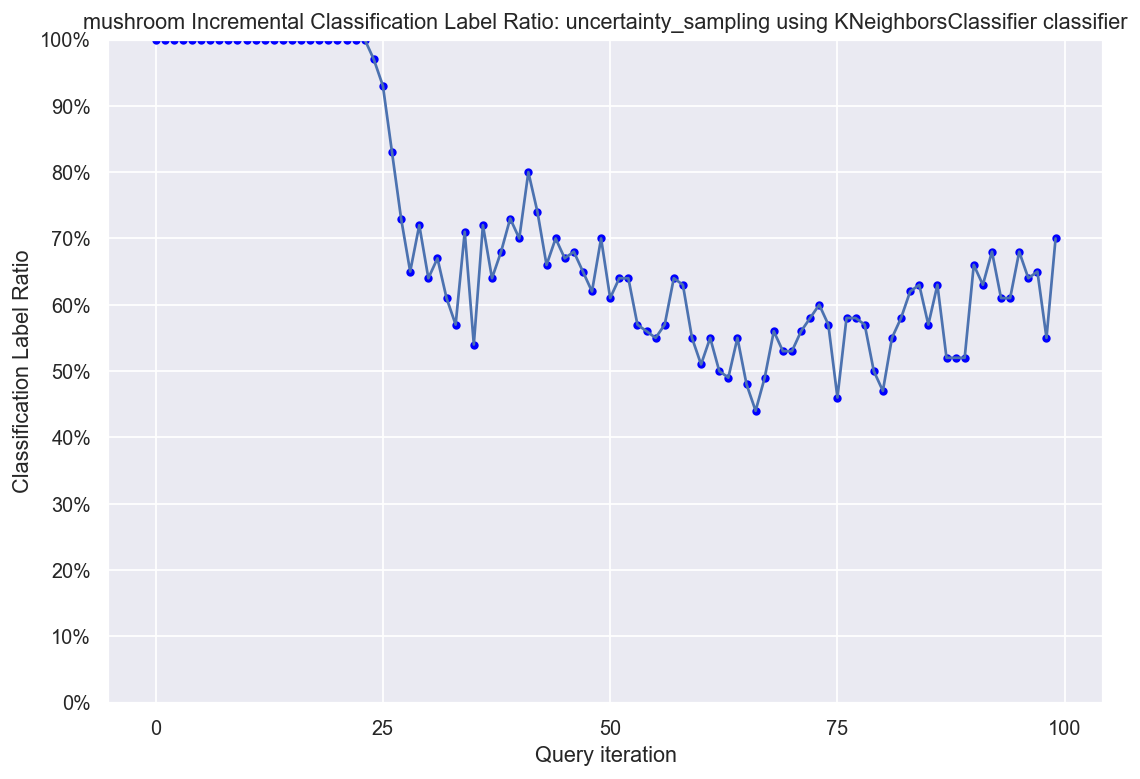 mushroom Incremental Classification Label Ratio: uncertainty_sampling using KNeighborsClassifier classifier
100%
90%
80%
70%
60%
50%
40%
30%
20%
10%
0%
Classification Label Ratio
0 25 50 75 100
Query iteration